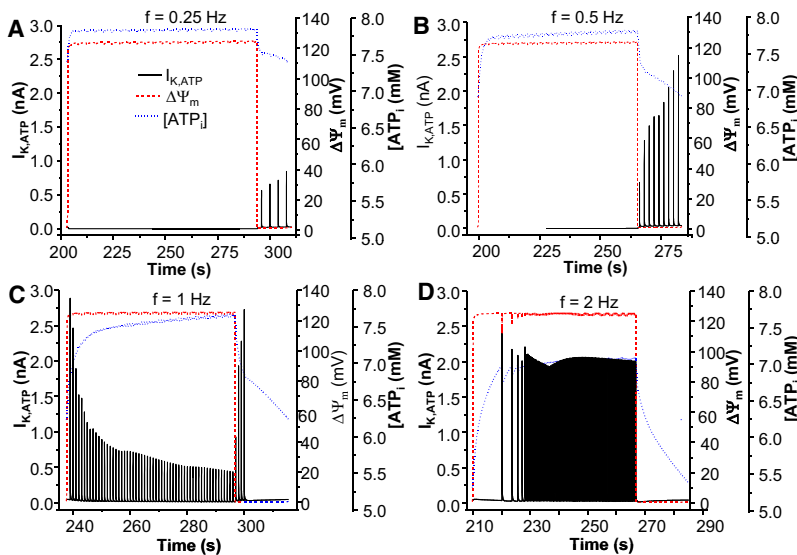 A
f = 0.25 Hz
3.0
2.5
2.0
1.5
1.0
0.5
0.0
I_K,ATP (nA)
I_K,ATP
ΔΨ_m
[ATP_i]
140
120
100
80
60
40
20
0
ΔΨ_m (mV)
8.0
7.5
7.0
6.5
6.0
5.5
5.0
[ATP_i (mM)
200 225 250 275 300
Time (s)
B
f = 0.5 Hz
3.0
2.5
2.0
1.5
1.0
0.5
0.0
I_K,ATP (nA)
140
120
100
80
60
40
20
0
ΔΨ_m (mV)
8.0
7.5
7.0
6.5
6.0
5.5
5.0
[ATP_i (mM)
200 225 250 275
Time (s)
C
f = 1 Hz
3.0
2.5
2.0
1.5
1.0
0.5
0.0
I_K,ATP (nA)
140
120
100
80
60
40
20
0
ΔΨ_m (mV)
8.0
7.5
7.0
6.5
6.0
5.5
5.0
[ATP_i (mM)
240 260 280 300
Time (s)
D
f = 2 Hz
3.0
2.5
2.0
1.5
1.0
0.5
0.0
I_K,ATP (nA)
140
120
100
80
60
40
20
0
ΔΨ_m (mV)
8.0
7.5
7.0
6.5
6.0
5.5
5.0
[ATP_i (mM)
210 230 250 270 290
Time (s)